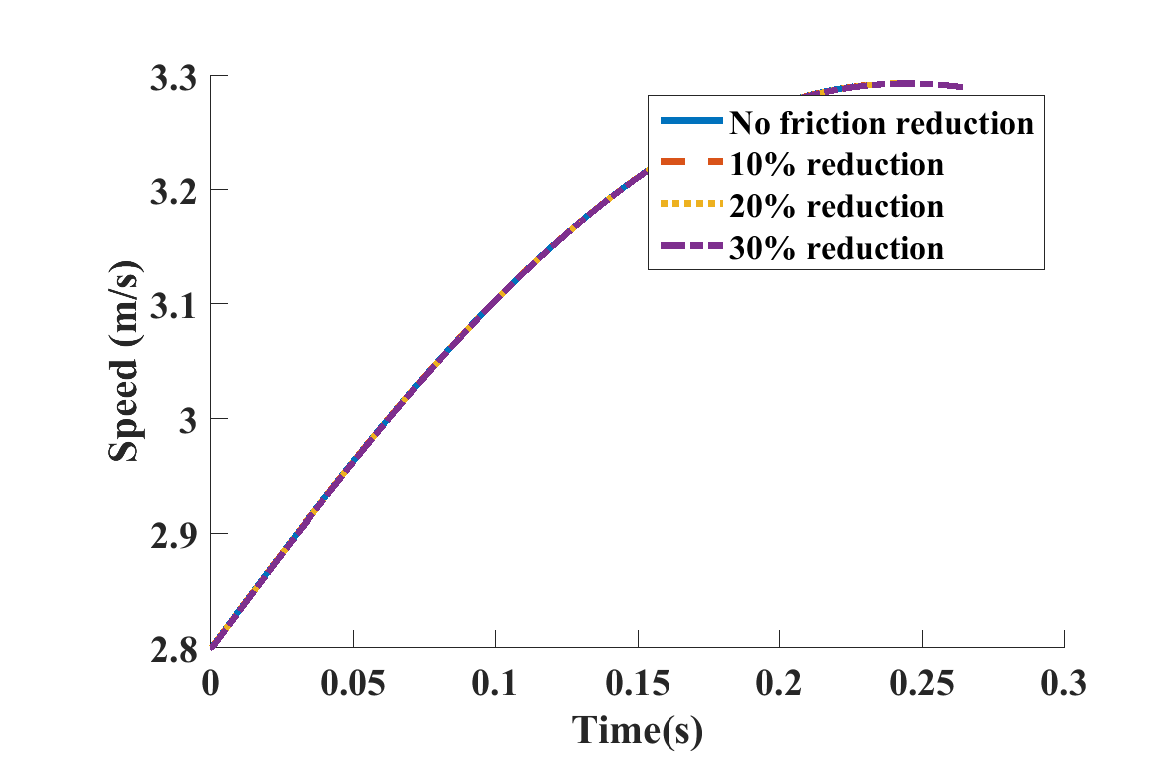 3.3
3.2
3.1
3
2.9
2.8
Speed (m/s)
No friction reduction
10% reduction
20% reduction
30% reduction
0 0.05 0.1 0.15 0.2 0.25 0.3
Time(s)